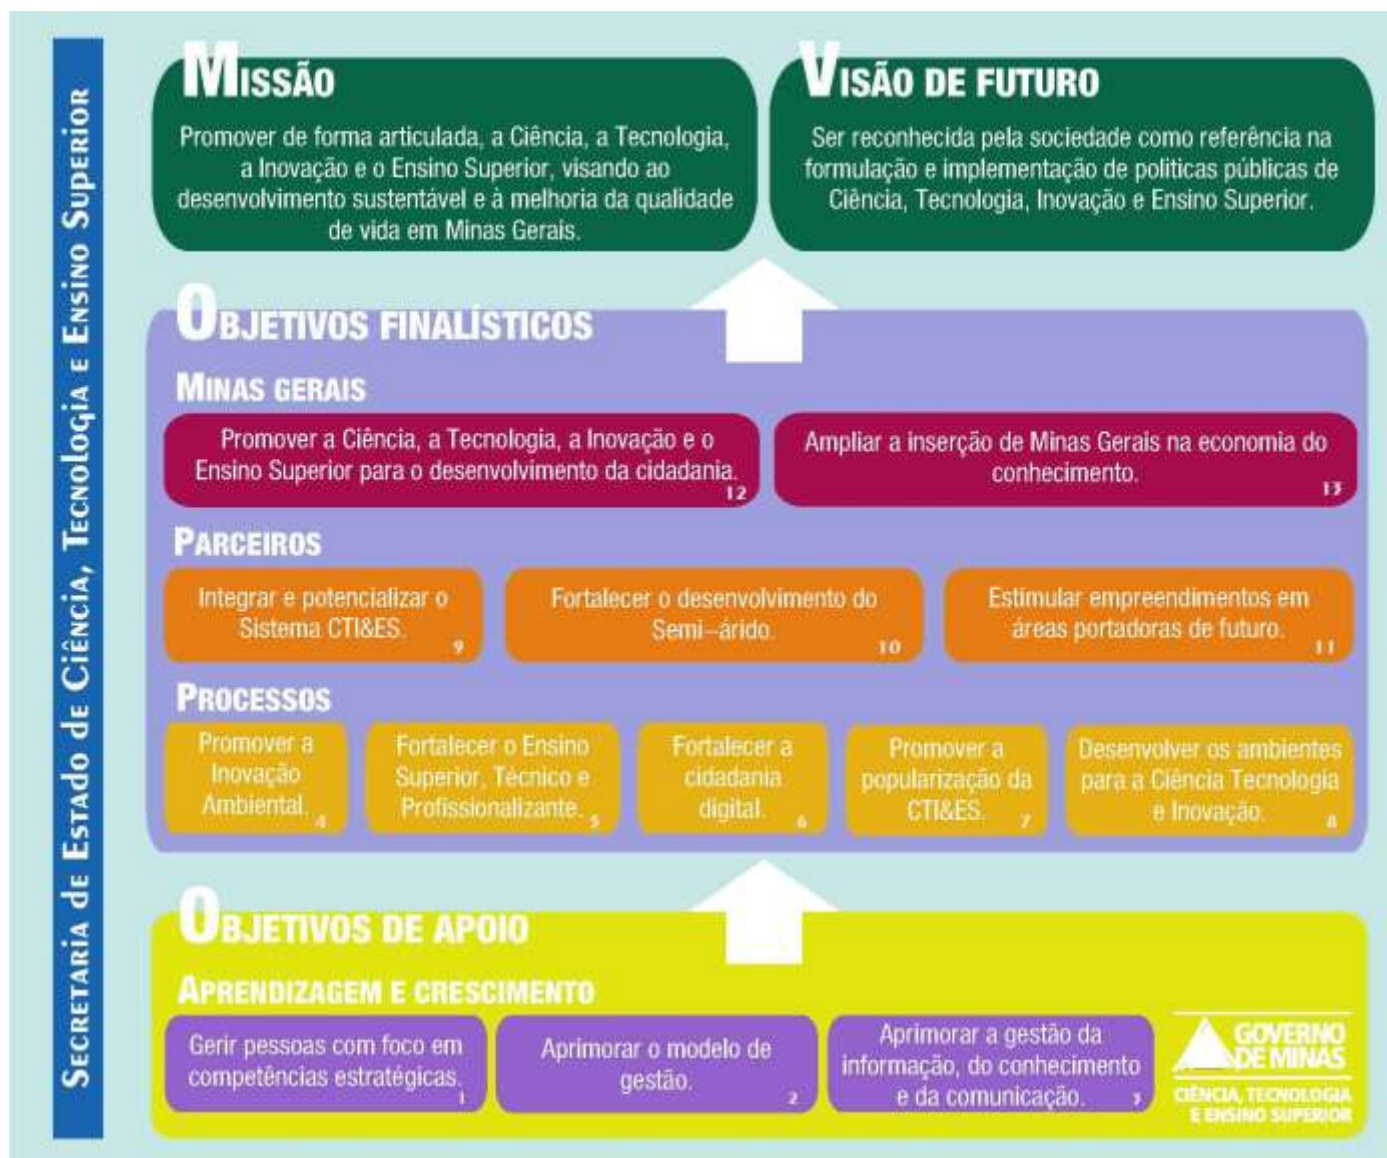 SECRETARIA dE ESTADO dE CIÊNCIA, TECNOLOGIA E ENSINO SUPERIOR
MISSÃO
Promover de forma articulada, a Ciência, a Tecnologia,
a Inovação e o Ensino Superior, visando ao
desenvolvimento sustentável e à melhoria da qualidade
de vida em Minas Gerais.
VISÃO DE FUTURO
Ser reconhecida pela sociedade como referência na
formulação e implementação de políticas públicas de
Ciência, Tecnologia, Inovação e Ensino Superior.
OBJETIVOS FINALÍSTICOS
MINAS GERAIS
Promover a Ciência, a Tecnologia, a Inovação e o
Ensino Superior para o desenvolvimento da cidadania.
12
Ampliar a inserção de Minas Gerais na economia do
conhecimento.
13
PARCEIROS
Integrar e potencializar o
Sistema CTI&ES.
9
Fortalecer o desenvolvimento do
Semi-árido.
10
Estimular empreendimentos em
áreas portadoras de futuro.
11
PROCESSOS
Promover a
Inovação
Ambiental.
4
Fortalecer o Ensino
Superior, Técnico e
Profissionalizante.
5
Fortalecer a
cidadania
digital.
6
Promover a
popularização da
CTI&ES.
7
Desenvolver os ambientes
para a Ciência Tecnologia
e Inovação.
8
OBJETIVOS DE APOIO
APRENDIZAGEM E CRESCIMENTO
Gerir pessoas com foco em
competências estratégicas.
1
Aprimorar o modelo de
gestão.
2
Aprimorar a gestão da
informação, do conhecimento
e da comunicação.
3
GOVERNO
DE MINAS
CIÊNCIA, TECNOLOGIA
E ENSINO SUPERIOR